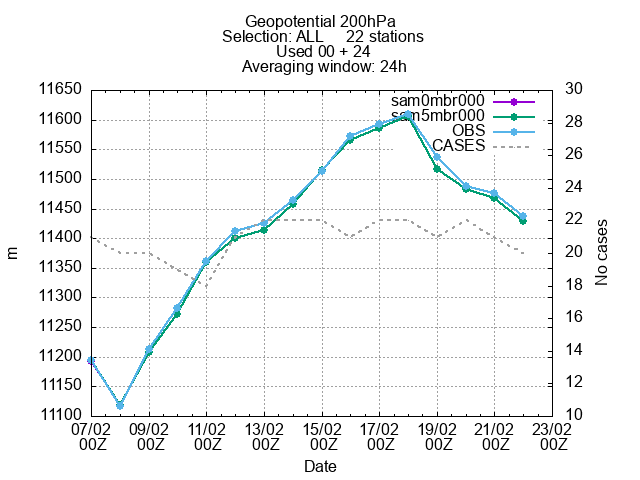 Geopotential 200hPa
Selection: ALL 22 stations
Used 00 + 24
Averaging window: 24h
sam0mbr000
sam5mbr000
OBS
CASES
11650
11600
11550
11500
11450
11400
11350
11300
11250
11200
11150
11100
m
30
28
26
24
22
20
18
16
14
12
10
No cases
07/02 09/02 11/02 13/02 15/02 17/02 19/02 21/02 23/02
00Z 00Z 00Z 00Z 00Z 00Z 00Z 00Z 00Z
Date